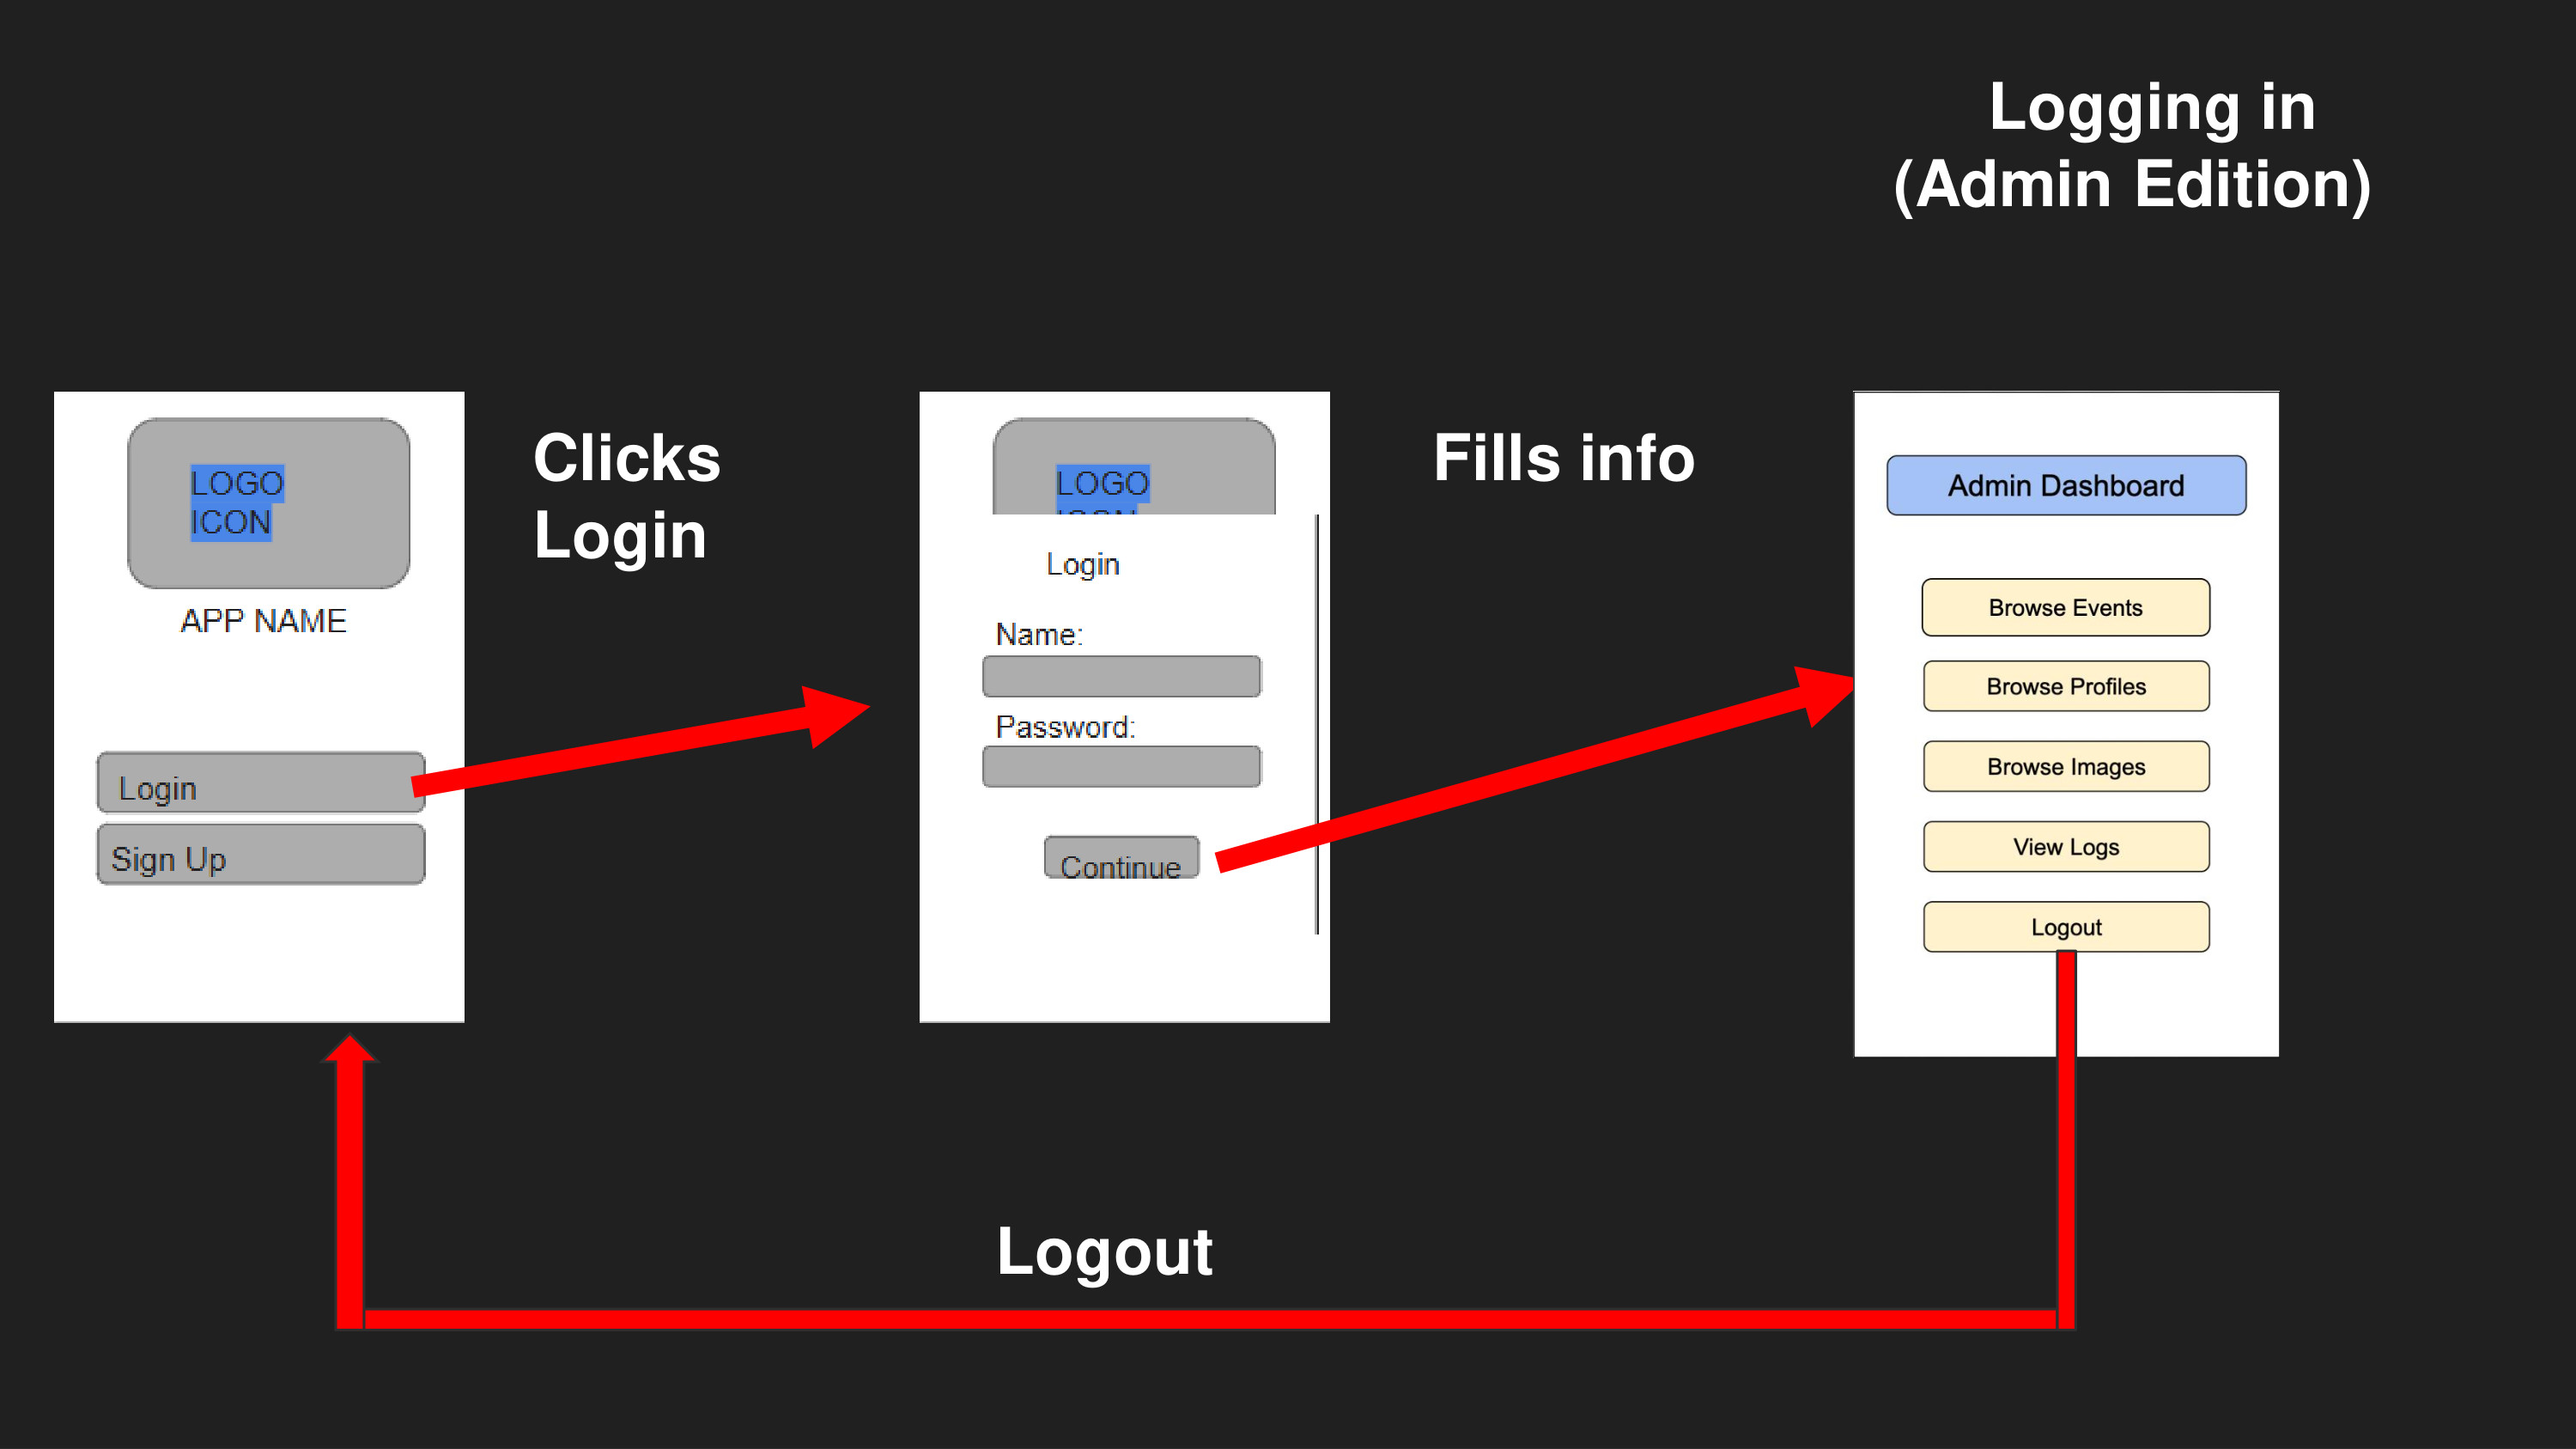 Logging in
(Admin Edition)
LOGO
ICON
APP NAME
Login
Sign Up
Clicks
Login
LOGO
ICON
Login
Name:
Password:
Continue
Fills info
Admin Dashboard
Browse Events
Browse Profiles
Browse Images
View Logs
Logout
Logout